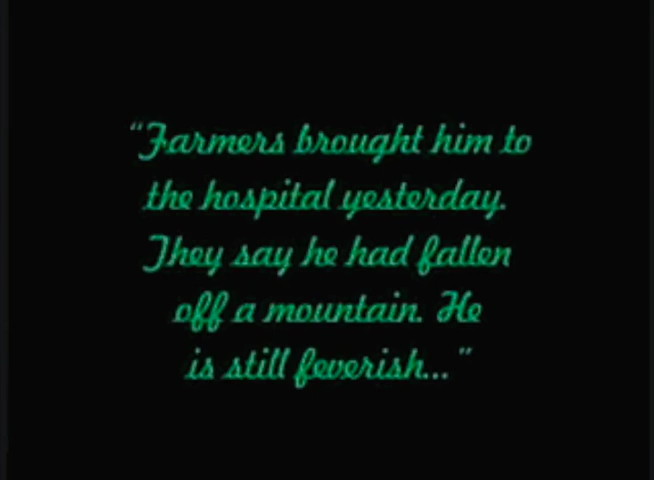 "Farmers brought him to
the hospital yesterday.
They say he had fallen
off a mountain. He
is still feverish..."